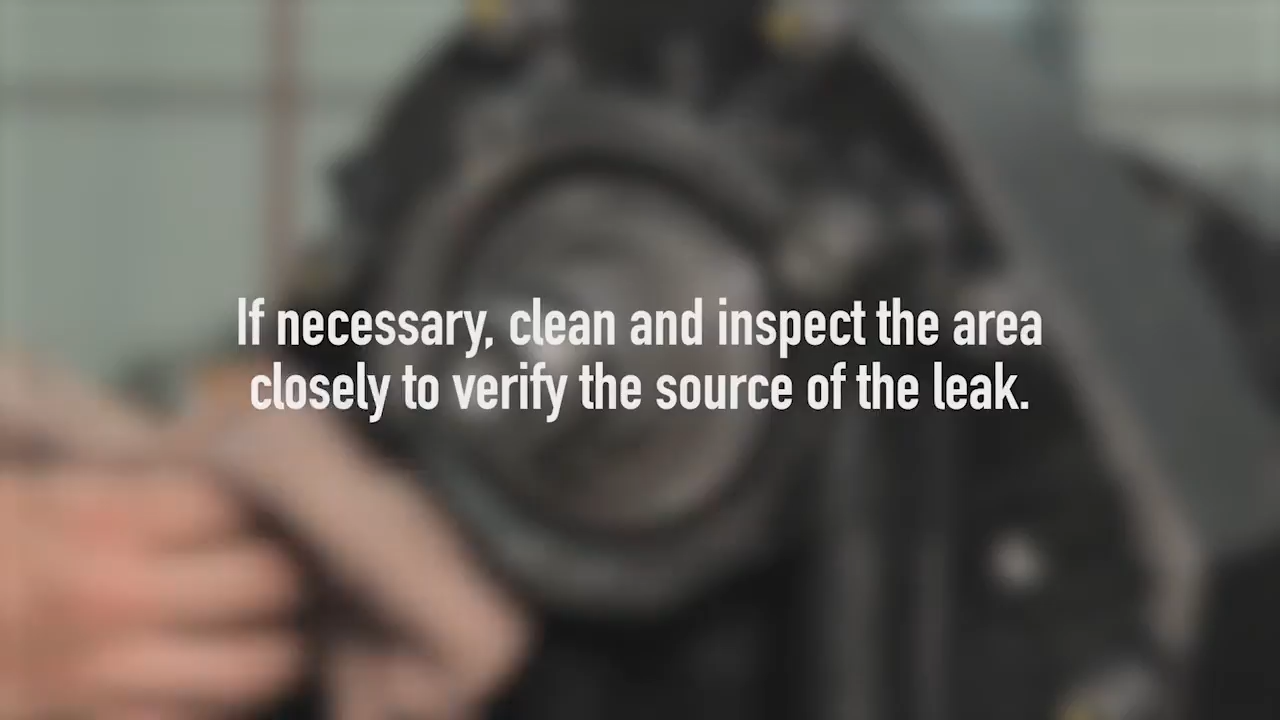 If necessary, clean and inspect the area
closely to verify the source of the leak.